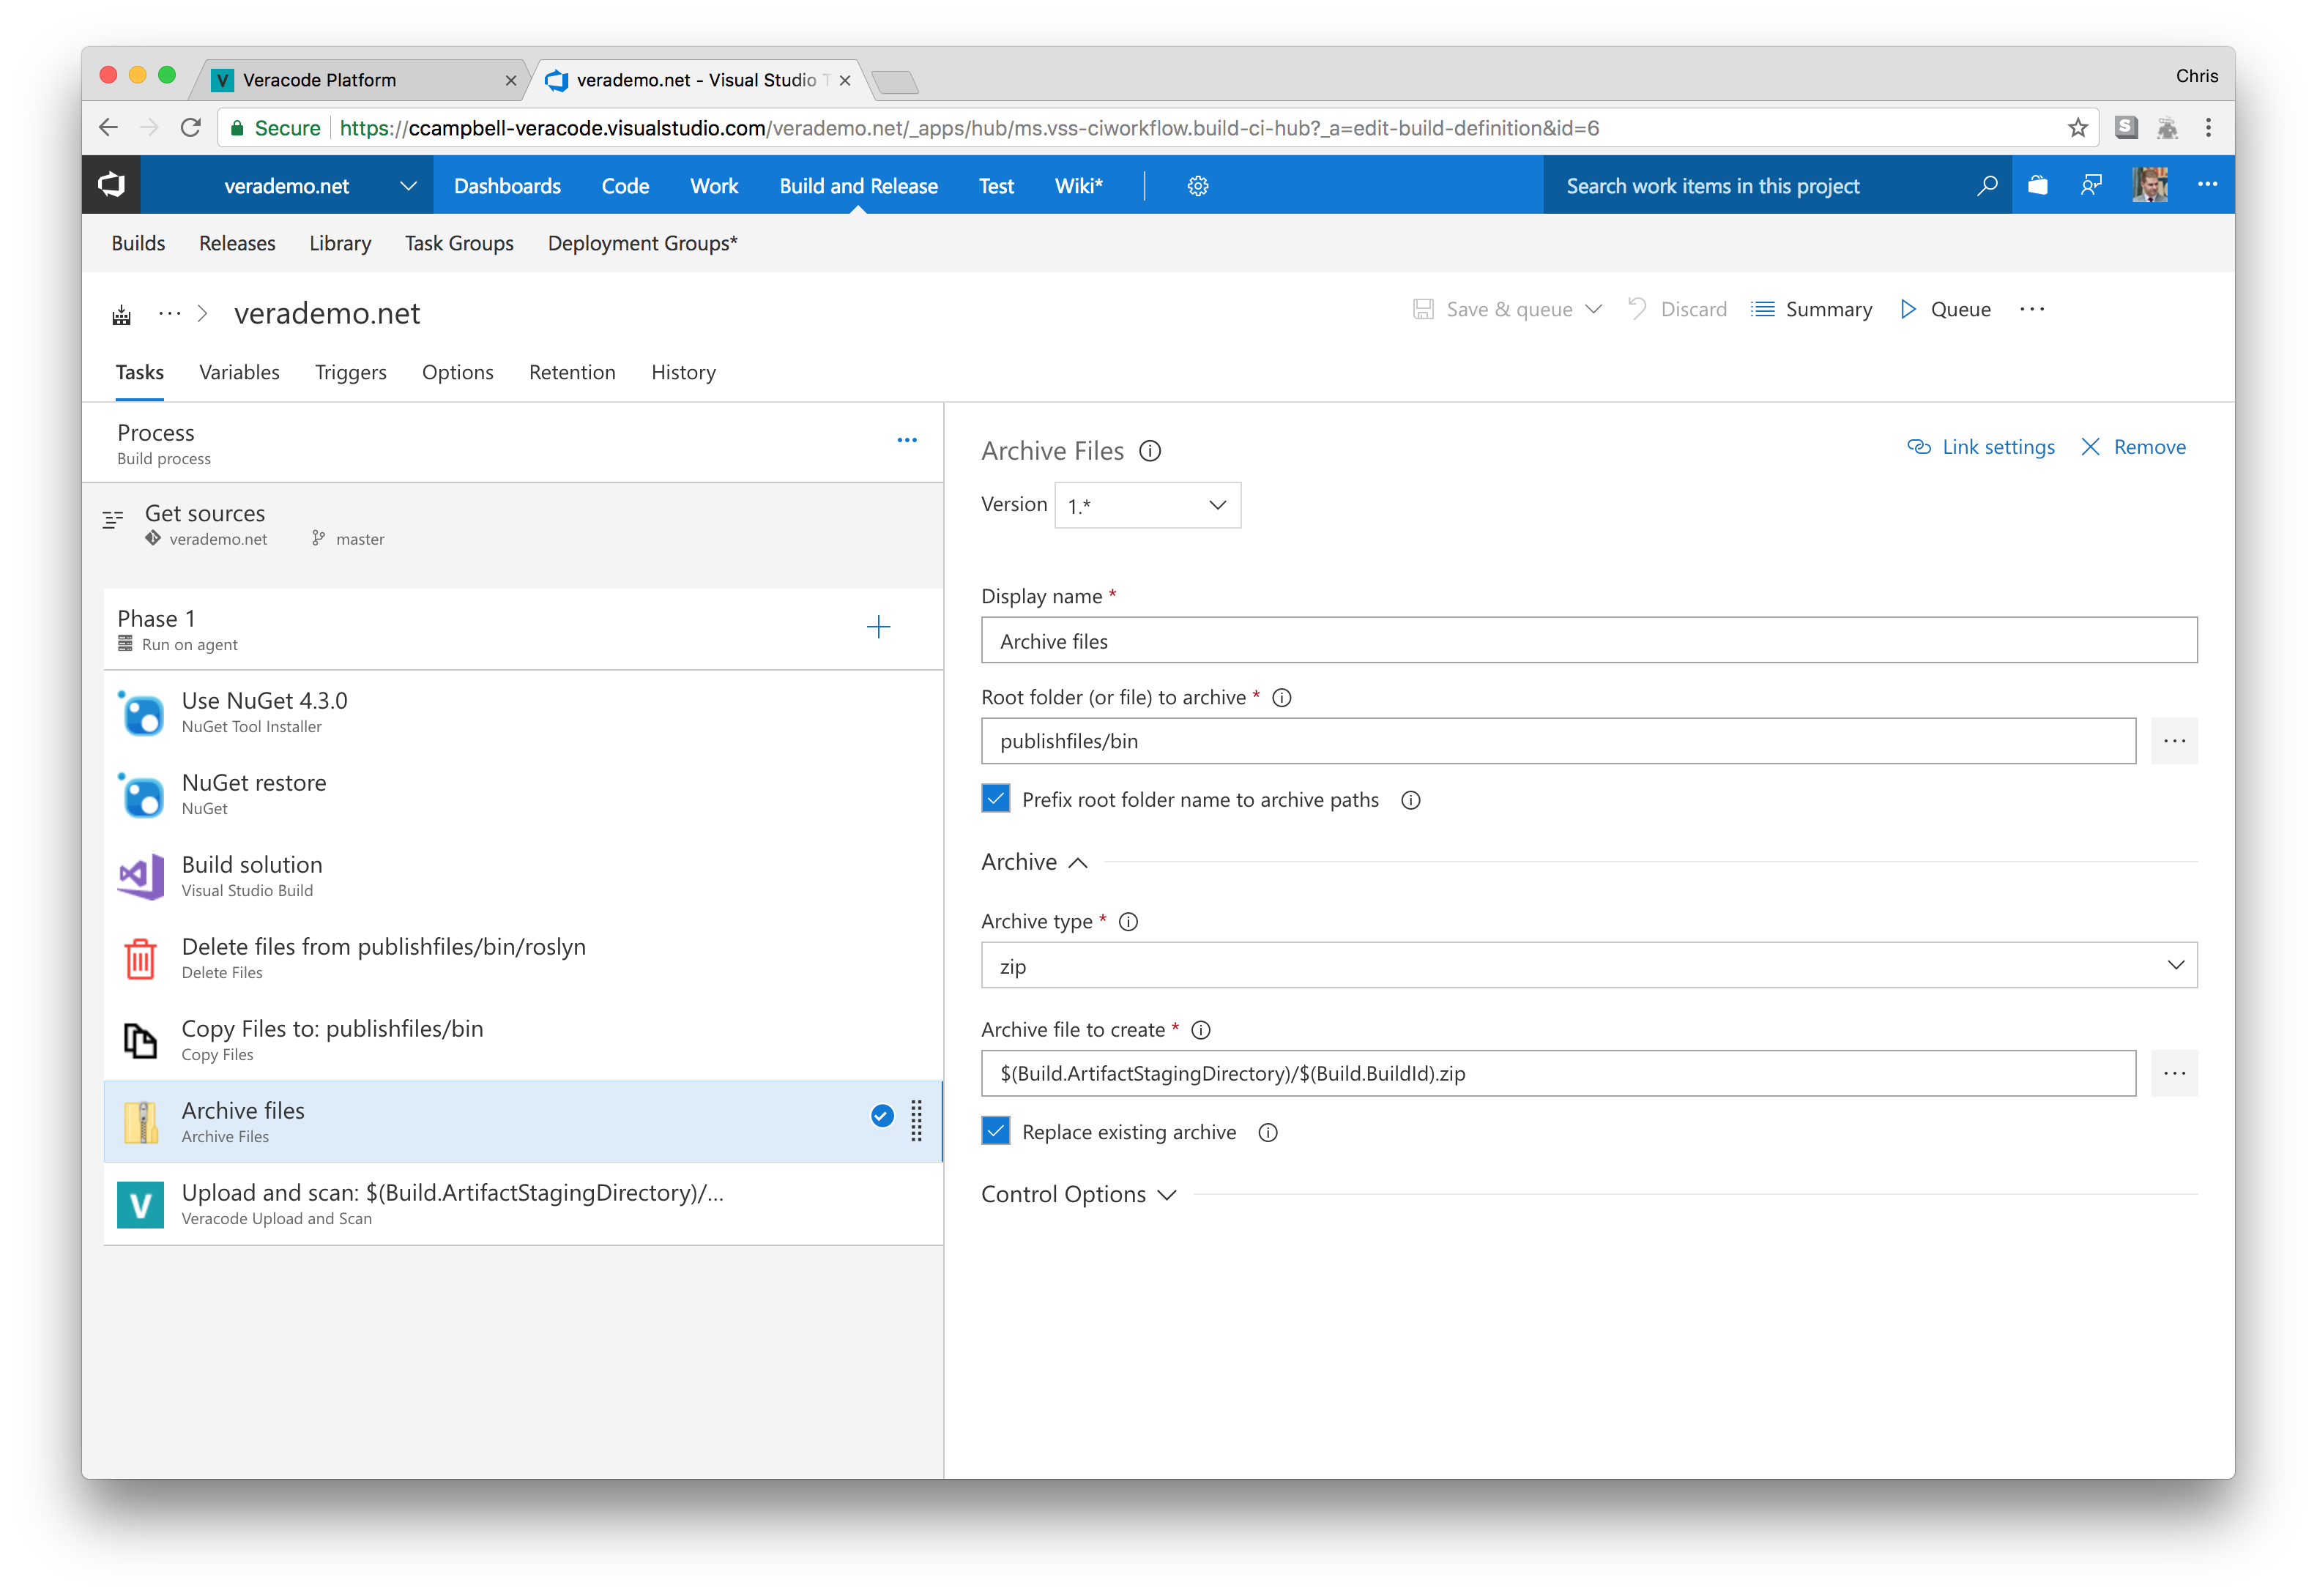 Veracode Platform
verademo.net - Visual Studio T
Chris
Secure https://ccampbell-veracode.visualstudio.com/verademo.net/_apps/hub/ms.vss-ciworkflow.build-ci-hub?_a=edit-build-definition&id=6
S
verademo.net
Dashboards
Code
Work
Build and Release
Test
Wiki*
Search work items in this project
Builds
Releases
Library
Task Groups
Deployment Groups*
verademo.net
Save & queue
Discard
Summary
Queue
Tasks
Variables
Triggers
Options
Retention
History
Process
Build process
Get sources
verademo.net master
Phase 1
Run on agent
Use NuGet 4.3.0
NuGet Tool Installer
NuGet restore
NuGet
Build solution
Visual Studio Build
Delete files from publishfiles/bin/roslyn
Delete Files
Copy Files to: publishfiles/bin
Copy Files
Archive files
Archive Files
V
Upload and scan: $(Build.ArtifactStagingDirectory)/...
Veracode Upload and Scan
Archive Files
Link settings
Remove
Version 1.*
Display name *
Archive files
Root folder (or file) to archive *
publishfiles/bin
Prefix root folder name to archive paths
Archive
Archive type *
zip
Archive file to create *
$(Build.ArtifactStagingDirectory)/$(Build.BuildId).zip
Replace existing archive
Control Options